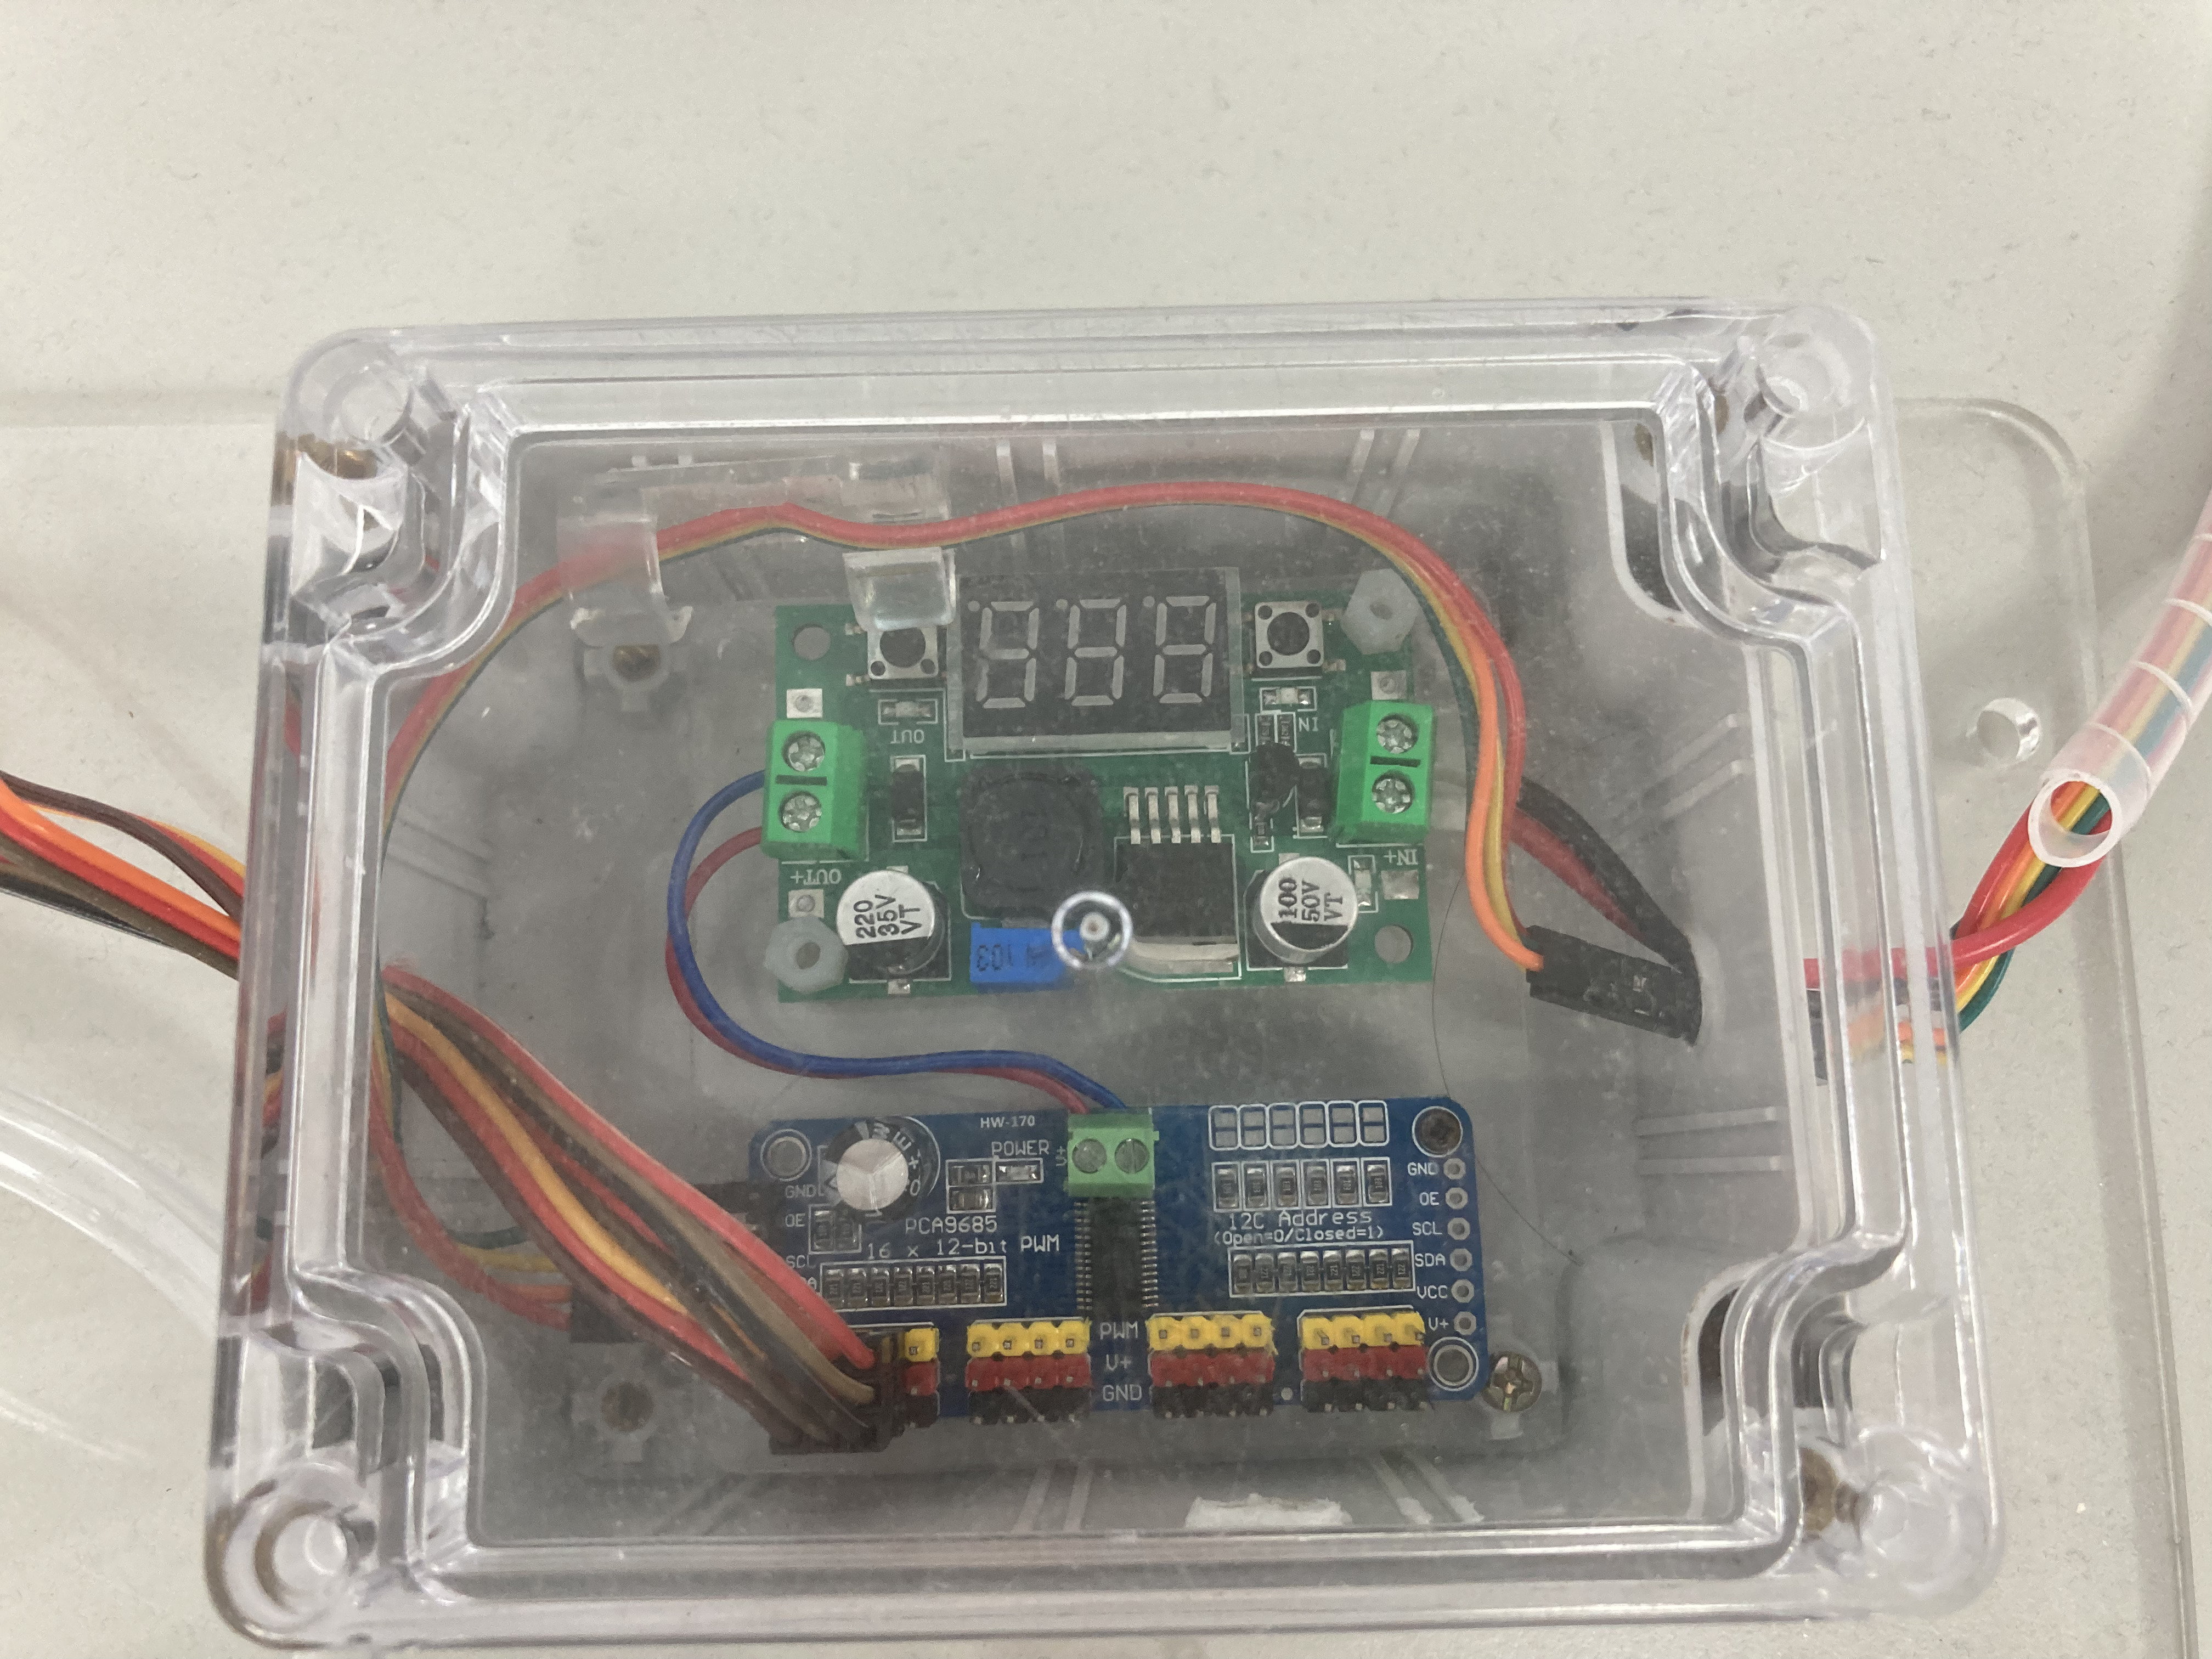 OUT
IN
OUT+
IN+
220
35V
VT
100
50V
VT
W 103
HW-170
POWER
V+
GND
OE
SCL
PCA9685
16 x 12-bit PWM
I2C Address
(Open=0/Closed=1)
GND
OE
SCL
SDA
VCC
V+
PWM
V+
GND